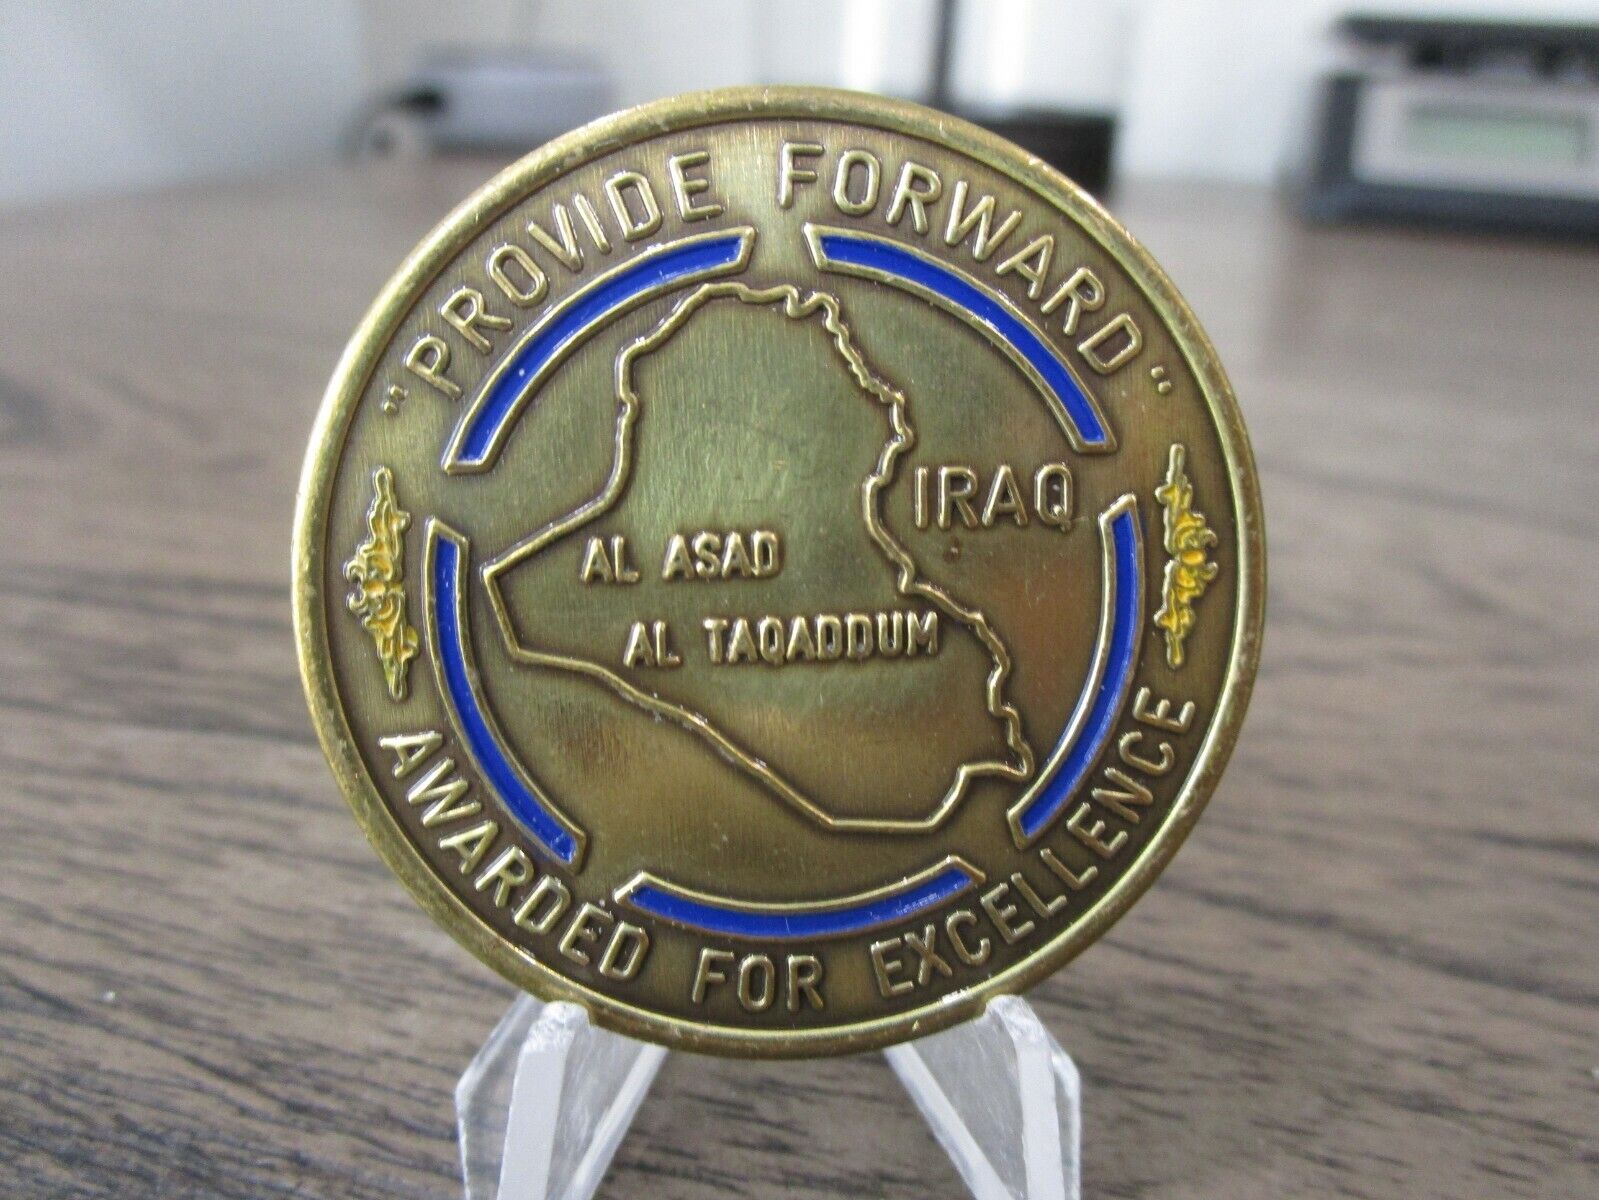 "PROVIDE FORWARD"
IRAQ
AL ASAD
AL TAQADDUM
AWARDED FOR EXCELLENCE